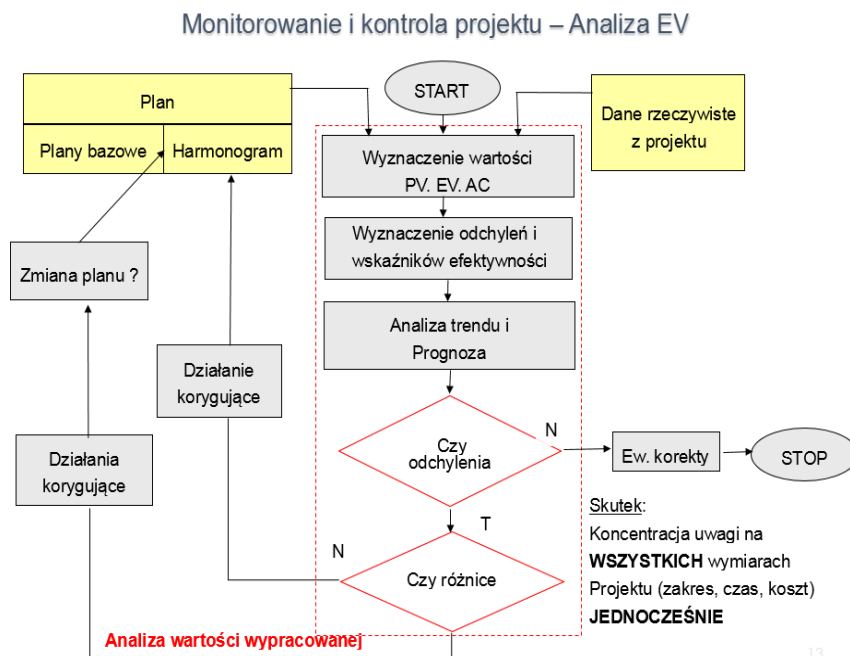 Monitorowanie i kontrola projektu – Analiza EV
Plan
Plany bazowe
Harmonogram
START
Dane rzeczywiste
z projektu
Wyznaczenie wartości
PV. EV. AC
Wyznaczenie odchyleń i
wskaźników efektywności
Zmiana planu ?
Analiza trendu i
Prognoza
Działanie
korygujące
Działania
korygujące
Czy
odchylenia
N
Ew. korekty
STOP
T
N
Czy różnice
Skutek:
Koncentracja uwagi na
WSZYSTKICH wymiarach
Projektu (zakres, czas, koszt)
JEDNOCZEŚNIE
Analiza wartości wypracowanej
13